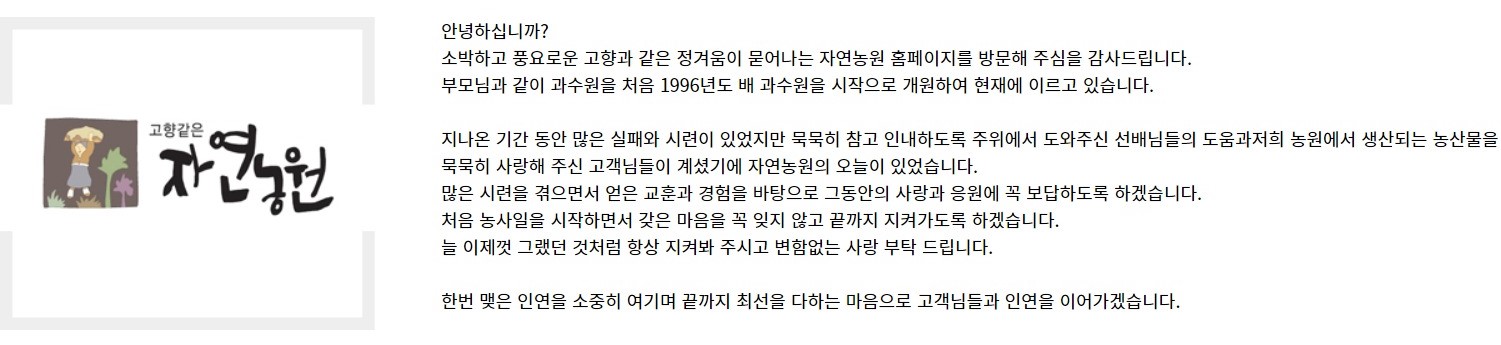 고향같은
자연농원
안녕하십니까?
소박하고 풍요로운 고향과 같은 정겨움이 묻어나는 자연농원 홈페이지를 방문해 주심을 감사드립니다.
부모님과 같이 과수원을 처음 1996년도 배 과수원을 시작으로 개원하여 현재에 이르고 있습니다.
지나온 기간 동안 많은 실패와 시련이 있었지만 묵묵히 참고 인내하도록 주위에서 도와주신 선배님들의 도움과저희 농원에서 생산되는 농산물을
묵묵히 사랑해 주신 고객님들이 계셨기에 자연농원의 오늘이 있었습니다.
많은 시련을 겪으면서 얻은 교훈과 경험을 바탕으로 그동안의 사랑과 응원에 꼭 보답하도록 하겠습니다.
처음 농사일을 시작하면서 갖은 마음을 꼭 잊지 않고 끝까지 지켜가도록 하겠습니다.
늘 이제껏 그랬던 것처럼 항상 지켜봐 주시고 변함없는 사랑 부탁 드립니다.
한번 맺은 인연을 소중히 여기며 끝까지 최선을 다하는 마음으로 고객님들과 인연을 이어가겠습니다.